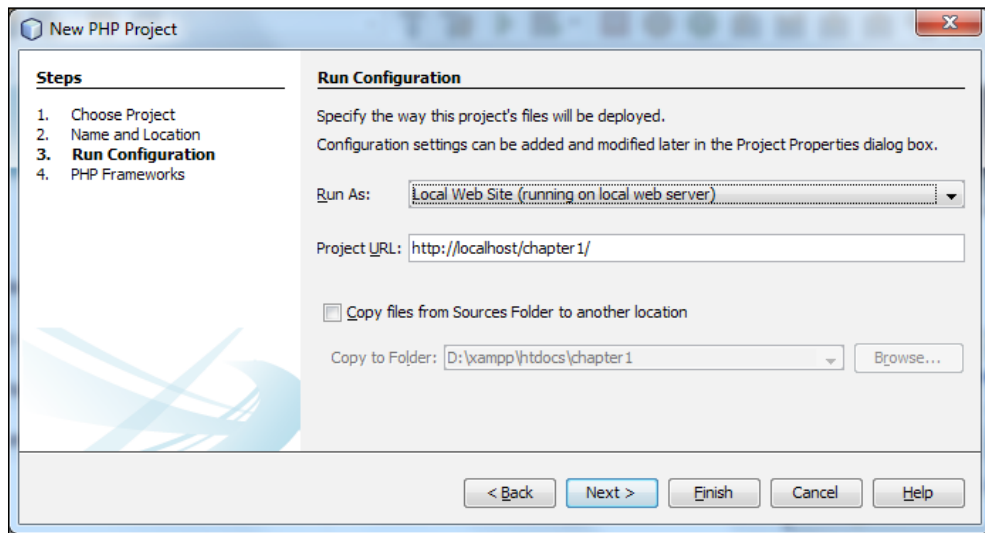 New PHP Project
Steps
1. Choose Project
2. Name and Location
3. Run Configuration
4. PHP Frameworks
Run Configuration
Specify the way this project's files will be deployed.
Configuration settings can be added and modified later in the Project Properties dialog box.
Run As: Local Web Site (running on local web server)
Project URL: http://localhost/chapter1/
Copy files from Sources Folder to another location
Copy to Folder: D:\xampp\htdocs\chapter1 Browse...
< Back Next > Finish Cancel Help